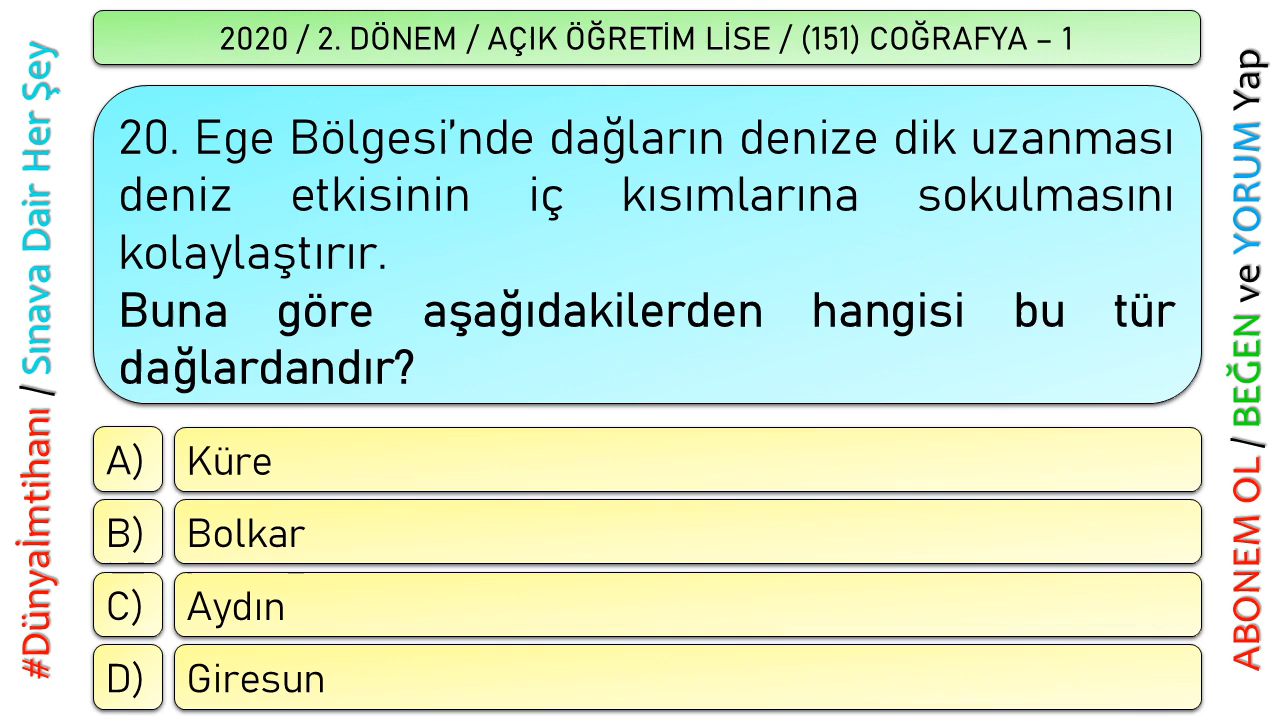 2020 / 2. DÖNEM / AÇIK ÖĞRETİM LİSE / (151) COĞRAFYA – 1
#Dünyaİmtihanı / Sınava Dair Her Şey
20. Ege Bölgesi’nde dağların denize dik uzanması
deniz etkisinin iç kısımlarına sokulmasını
kolaylaştırır.
Buna göre aşağıdakilerden hangisi bu tür
dağlardandır?
A) Küre
B) Bolkar
C) Aydın
D) Giresun
ABONEM OL / BEĞEN ve YORUM Yap